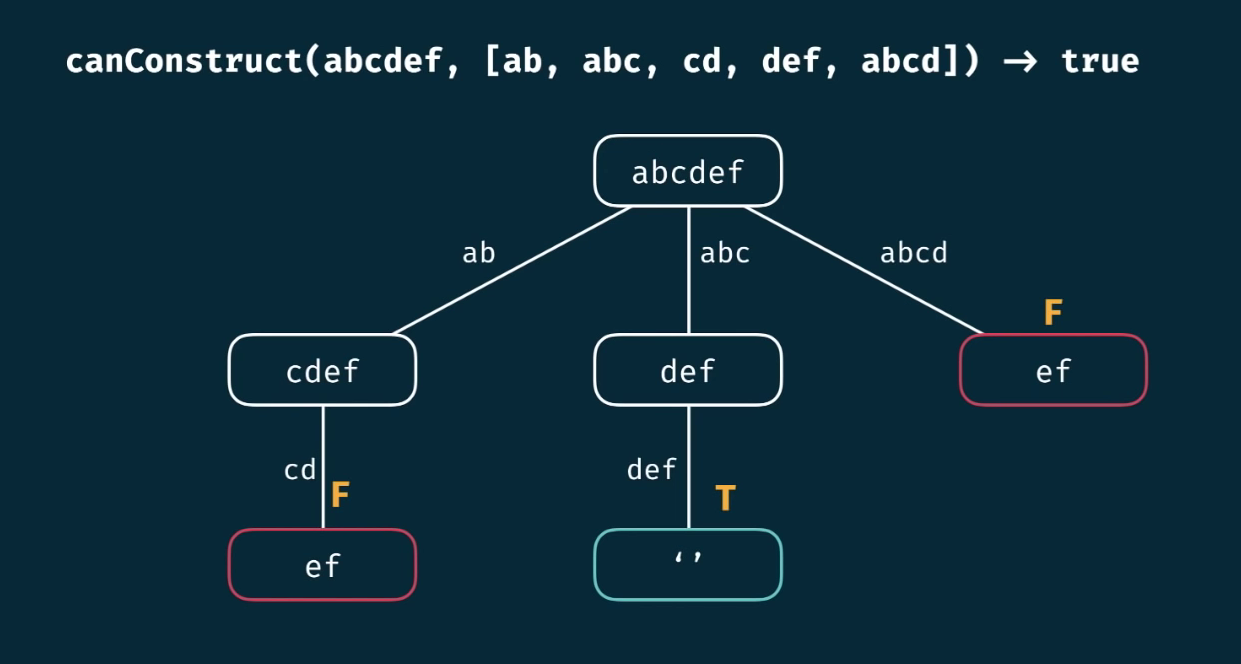 canConstruct(abcdef, [ab, abc, cd, def, abcd]) → true
abcdef
ab
abc
abcd
F
cdef
def
ef
cd
F
def
T
ef
‘’